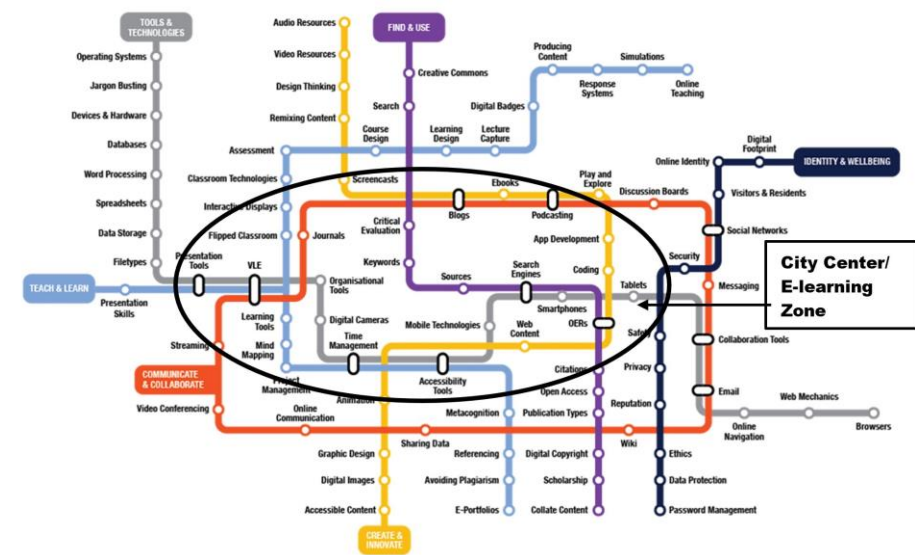 TOOLS &
TECHNOLOGIES
Operating Systems
Jargon Busting
Devices & Hardware
Databases
Word Processing
Spreadsheets
Data Storage
Filetypes
Presentation
Tools
VLE
Organisational
Tools
Digital Cameras
Time
Management
Accessibility
Tools
Mobile Technologies
Smartphones
Tablets
Collaboration Tools
Email
Online
Navigation
Web Mechanics
Browsers
Audio Resources
Video Resources
Design Thinking
Remixing Content
Screencasts
Blogs
Ebooks
Podcasting
Play and
Explore
App Development
Coding
OERs
Web
Content
Animation
Graphic Design
Digital Images
Accessible Content
CREATE &
INNOVATE
FIND & USE
Creative Commons
Search
Critical
Evaluation
Keywords
Sources
Search
Engines
Citations
Open Access
Publication Types
Digital Copyright
Scholarship
Collate Content
TEACH & LEARN
Presentation
Skills
Assessment
Classroom Technologies
Interactive Displays
Flipped Classroom
Learning
Tools
Mind
Mapping
Project
Management
Metacognition
Referencing
Avoiding Plagiarism
E-Portfolios
Course
Design
Learning
Design
Lecture
Capture
Digital Badges
Producing
Content
Response
Systems
Simulations
Online
Teaching
COMMUNICATE
& COLLABORATE
Streaming
Journals
Video Conferencing
Online
Communication
Sharing Data
Wiki
Discussion Boards
Social Networks
Messaging
IDENTITY & WELLBEING
Digital
Footprint
Online Identity
Visitors & Residents
Security
Safety
Privacy
Reputation
Ethics
Data Protection
Password Management
City Center/
E-learning
Zone